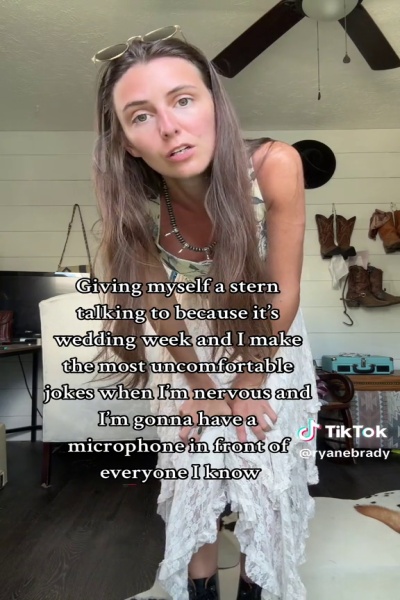 Giving myself a stern
talking to because it's
wedding week and I make
the most uncomfortable
jokes when I'm nervous and
I'm gonna have a
microphone in front of
everyone I know
TikTok
@ryanebrady